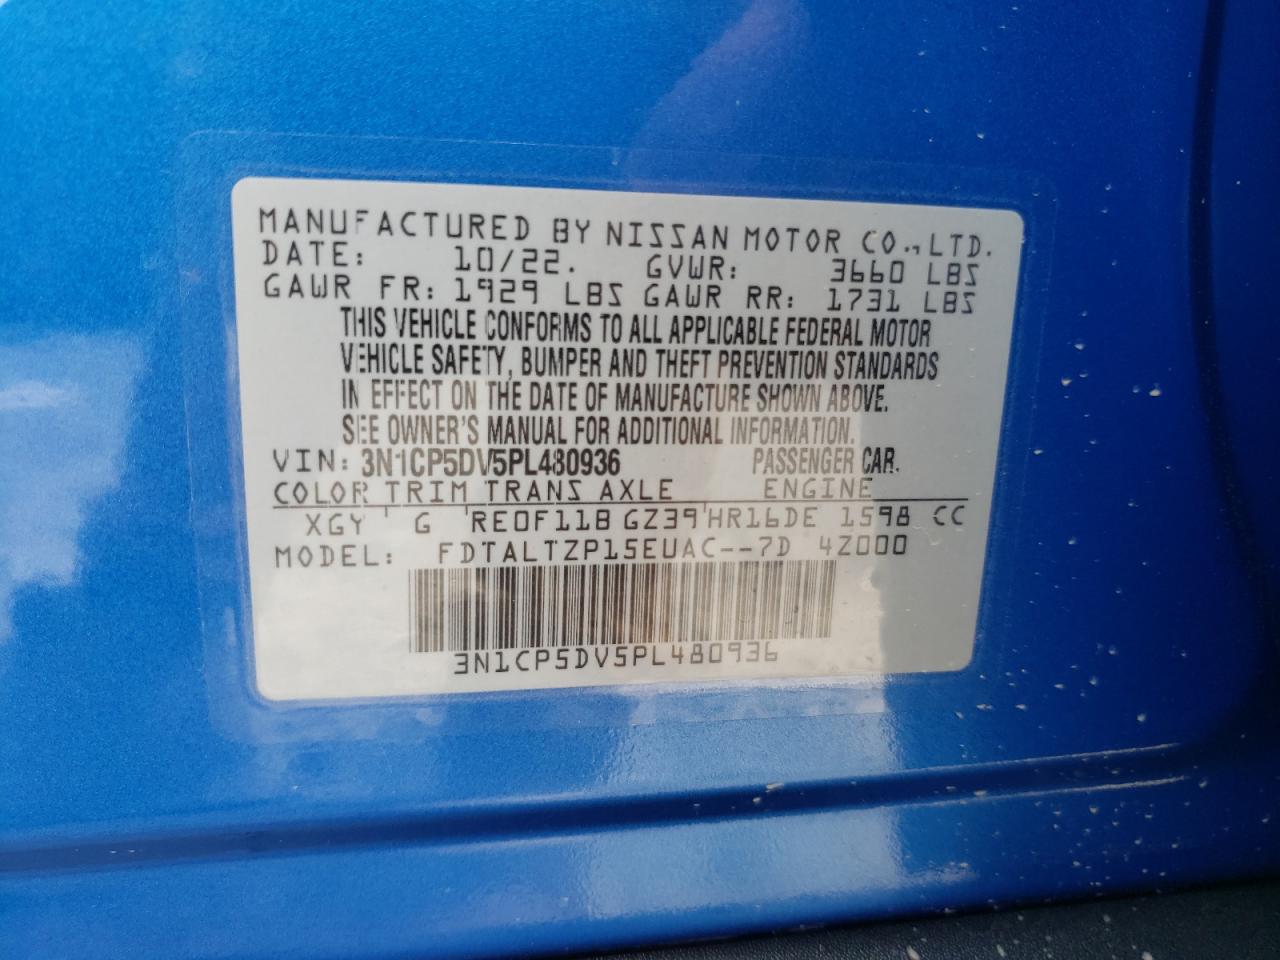 MANUFACTURED BY NISSAN MOTOR CO., LTD.
DATE: 10/22. GVWR: 3660 LBS
GAWR FR: 1929 LBS GAWR RR: 1731 LBS
THIS VEHICLE CONFORMS TO ALL APPLICABLE FEDERAL MOTOR
VEHICLE SAFETY, BUMPER AND THEFT PREVENTION STANDARDS
IN EFFECT ON THE DATE OF MANUFACTURE SHOWN ABOVE.
SEE OWNER'S MANUAL FOR ADDITIONAL INFORMATION.
VIN: 3N1CP5DV5PL480936 PASSENGER CAR.
COLOR TRIM TRANS AXLE ENGINE
XGY ' G ' RE0F11B GZ39 ' HR16DE 1598 CC
MODEL: FDTALTZP15EUAC--7D 4Z000
3N1CP5DV5PL480936